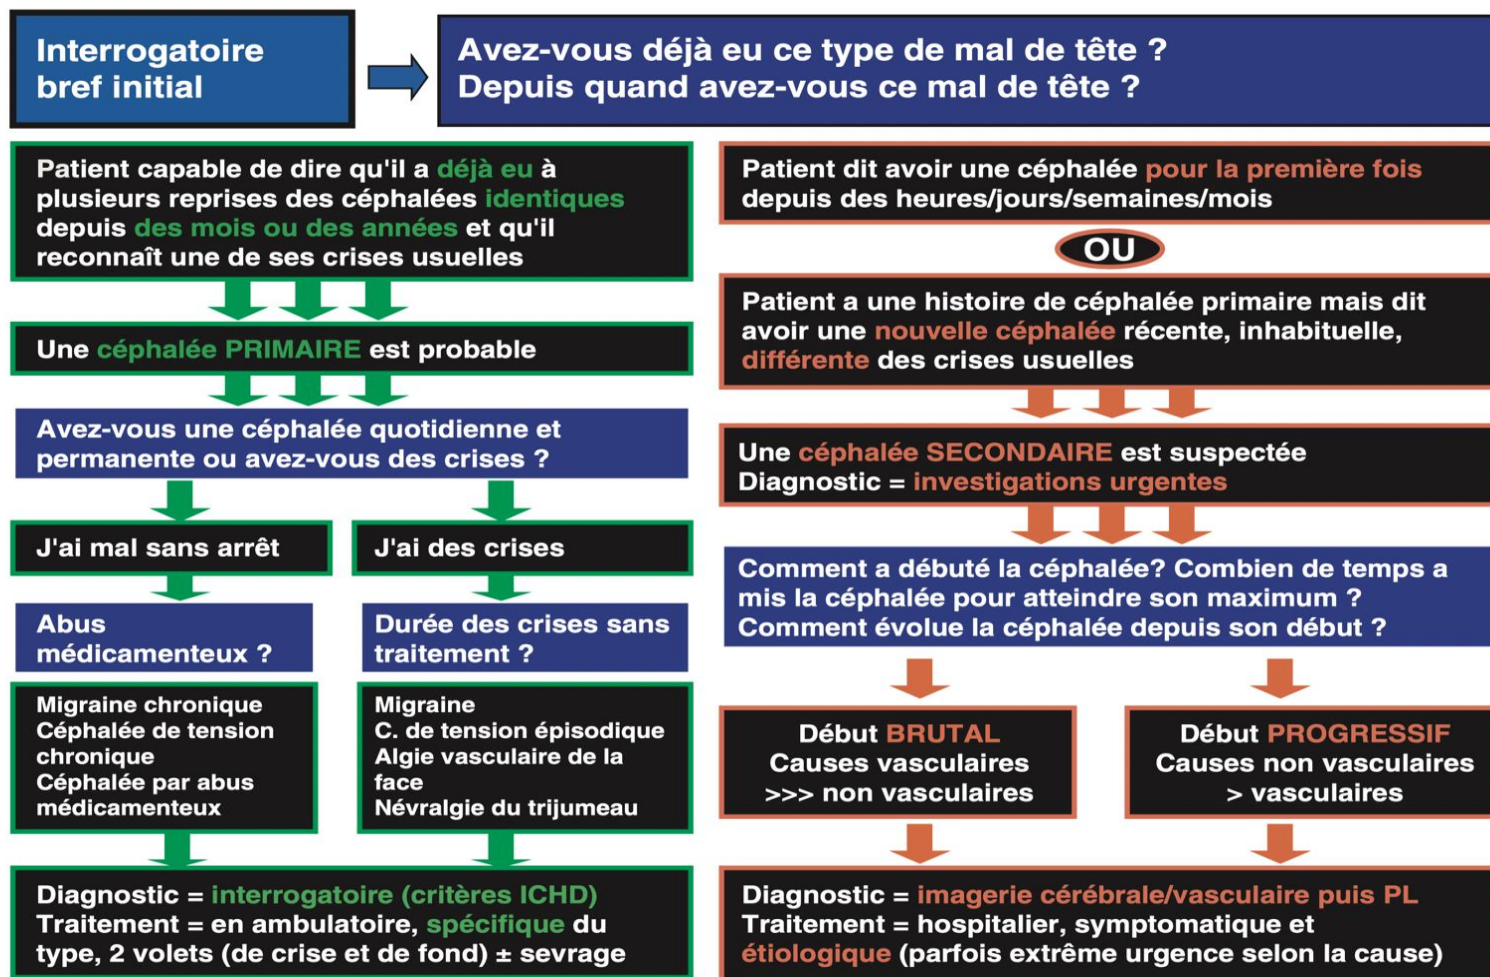 Interrogatoire
bref initial
Avez-vous déjà eu ce type de mal de tête ?
Depuis quand avez-vous ce mal de tête ?
Patient capable de dire qu'il a déjà eu à
plusieurs reprises des céphalées identiques
depuis des mois ou des années et qu'il
reconnaît une de ses crises usuelles
Une céphalée PRIMAIRE est probable
Avez-vous une céphalée quotidienne et
permanente ou avez-vous des crises ?
J'ai mal sans arrêt
J'ai des crises
Abus
médicamenteux ?
Durée des crises sans
traitement ?
Migraine chronique
Céphalée de tension
chronique
Céphalée par abus
médicamenteux
Migraine
C. de tension épisodique
Algie vasculaire de la
face
Névralgie du trijumeau
Diagnostic = interrogatoire (critères ICHD)
Traitement = en ambulatoire, spécifique du
type, 2 volets (de crise et de fond) ± sevrage
Patient dit avoir une céphalée pour la première fois
depuis des heures/jours/semaines/mois
OU
Patient a une histoire de céphalée primaire mais dit
avoir une nouvelle céphalée récente, inhabituelle,
différente des crises usuelles
Une céphalée SECONDAIRE est suspectée
Diagnostic = investigations urgentes
Comment a débuté la céphalée? Combien de temps a
mis la céphalée pour atteindre son maximum ?
Comment évolue la céphalée depuis son début ?
Début BRUTAL
Causes vasculaires
>>> non vasculaires
Début PROGRESSIF
Causes non vasculaires
> vasculaires
Diagnostic = imagerie cérébrale/vasculaire puis PL
Traitement = hospitalier, symptomatique et
étiologique (parfois extrême urgence selon la cause)